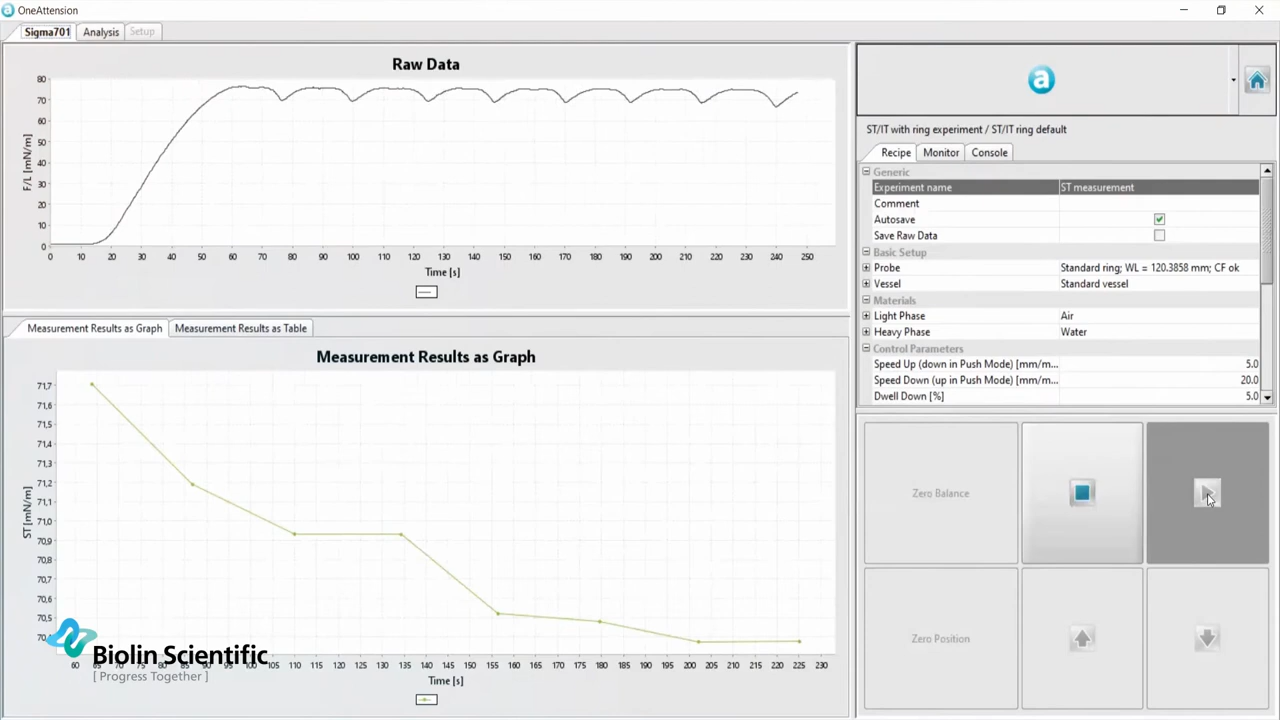 OneAttension
Sigma701 Analysis Setup
Raw Data
80
70
60
50
40
30
20
10
0
F/L [mN/m]
0 10 20 30 40 50 60 70 80 90 100 110 120 130 140 150 160 170 180 190 200 210 220 230 240 250
Time [s]
Measurement Results as Graph Measurement Results as Table
Measurement Results as Graph
71,7
71,6
71,5
71,4
71,3
71,2
71,1
71,0
70,9
70,8
70,7
70,6
70,5
ST [mN/m]
60 65 105 110 115 120 125 130 135 140 145 150 155 160 165 170 175 180 185 190 195 200 205 210 215 220 225 230
Time [s]
Biolin Scientific
[ Progress Together ]
a
ST/IT with ring experiment / ST/IT ring default
Recipe Monitor Console
Generic
Experiment name ST measurement
Comment
Autosave
Save Raw Data
Basic Setup
Probe Standard ring; WL = 120.3858 mm; CF ok
Vessel Standard vessel
Materials
Light Phase Air
Heavy Phase Water
Control Parameters
Speed Up (down in Push Mode) [mm/m... 5.0
Speed Down (up in Push Mode) [mm/m... 20.0
Dwell Down [%] 5.0
Zero Balance
Zero Position